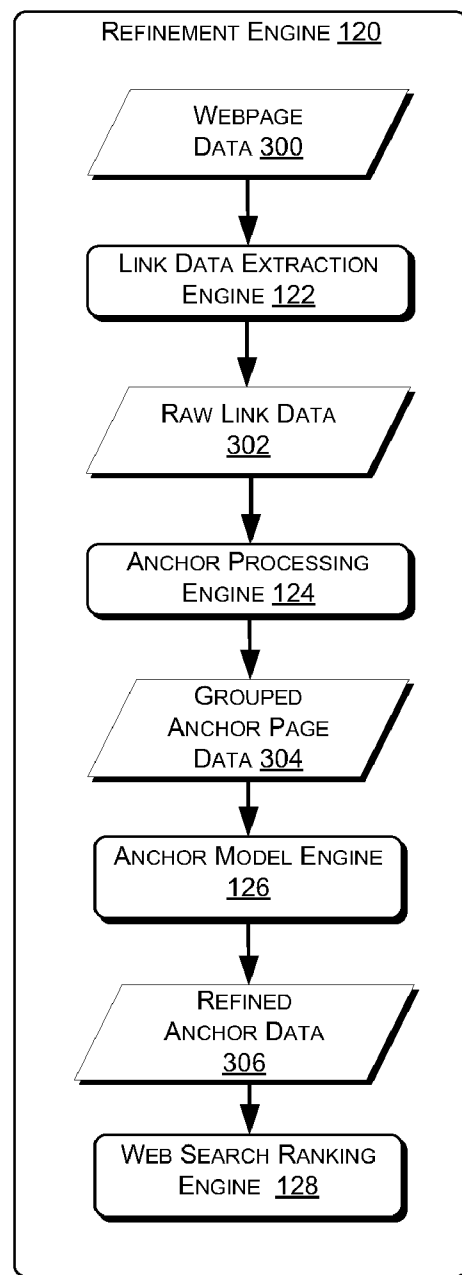 REFINEMENT ENGINE 120
WEBPAGE
DATA 300
LINK DATA EXTRACTION
ENGINE 122
RAW LINK DATA
302
ANCHOR PROCESSING
ENGINE 124
GROUPED
ANCHOR PAGE
DATA 304
ANCHOR MODEL ENGINE
126
REFINED
ANCHOR DATA
306
WEB SEARCH RANKING
ENGINE 128